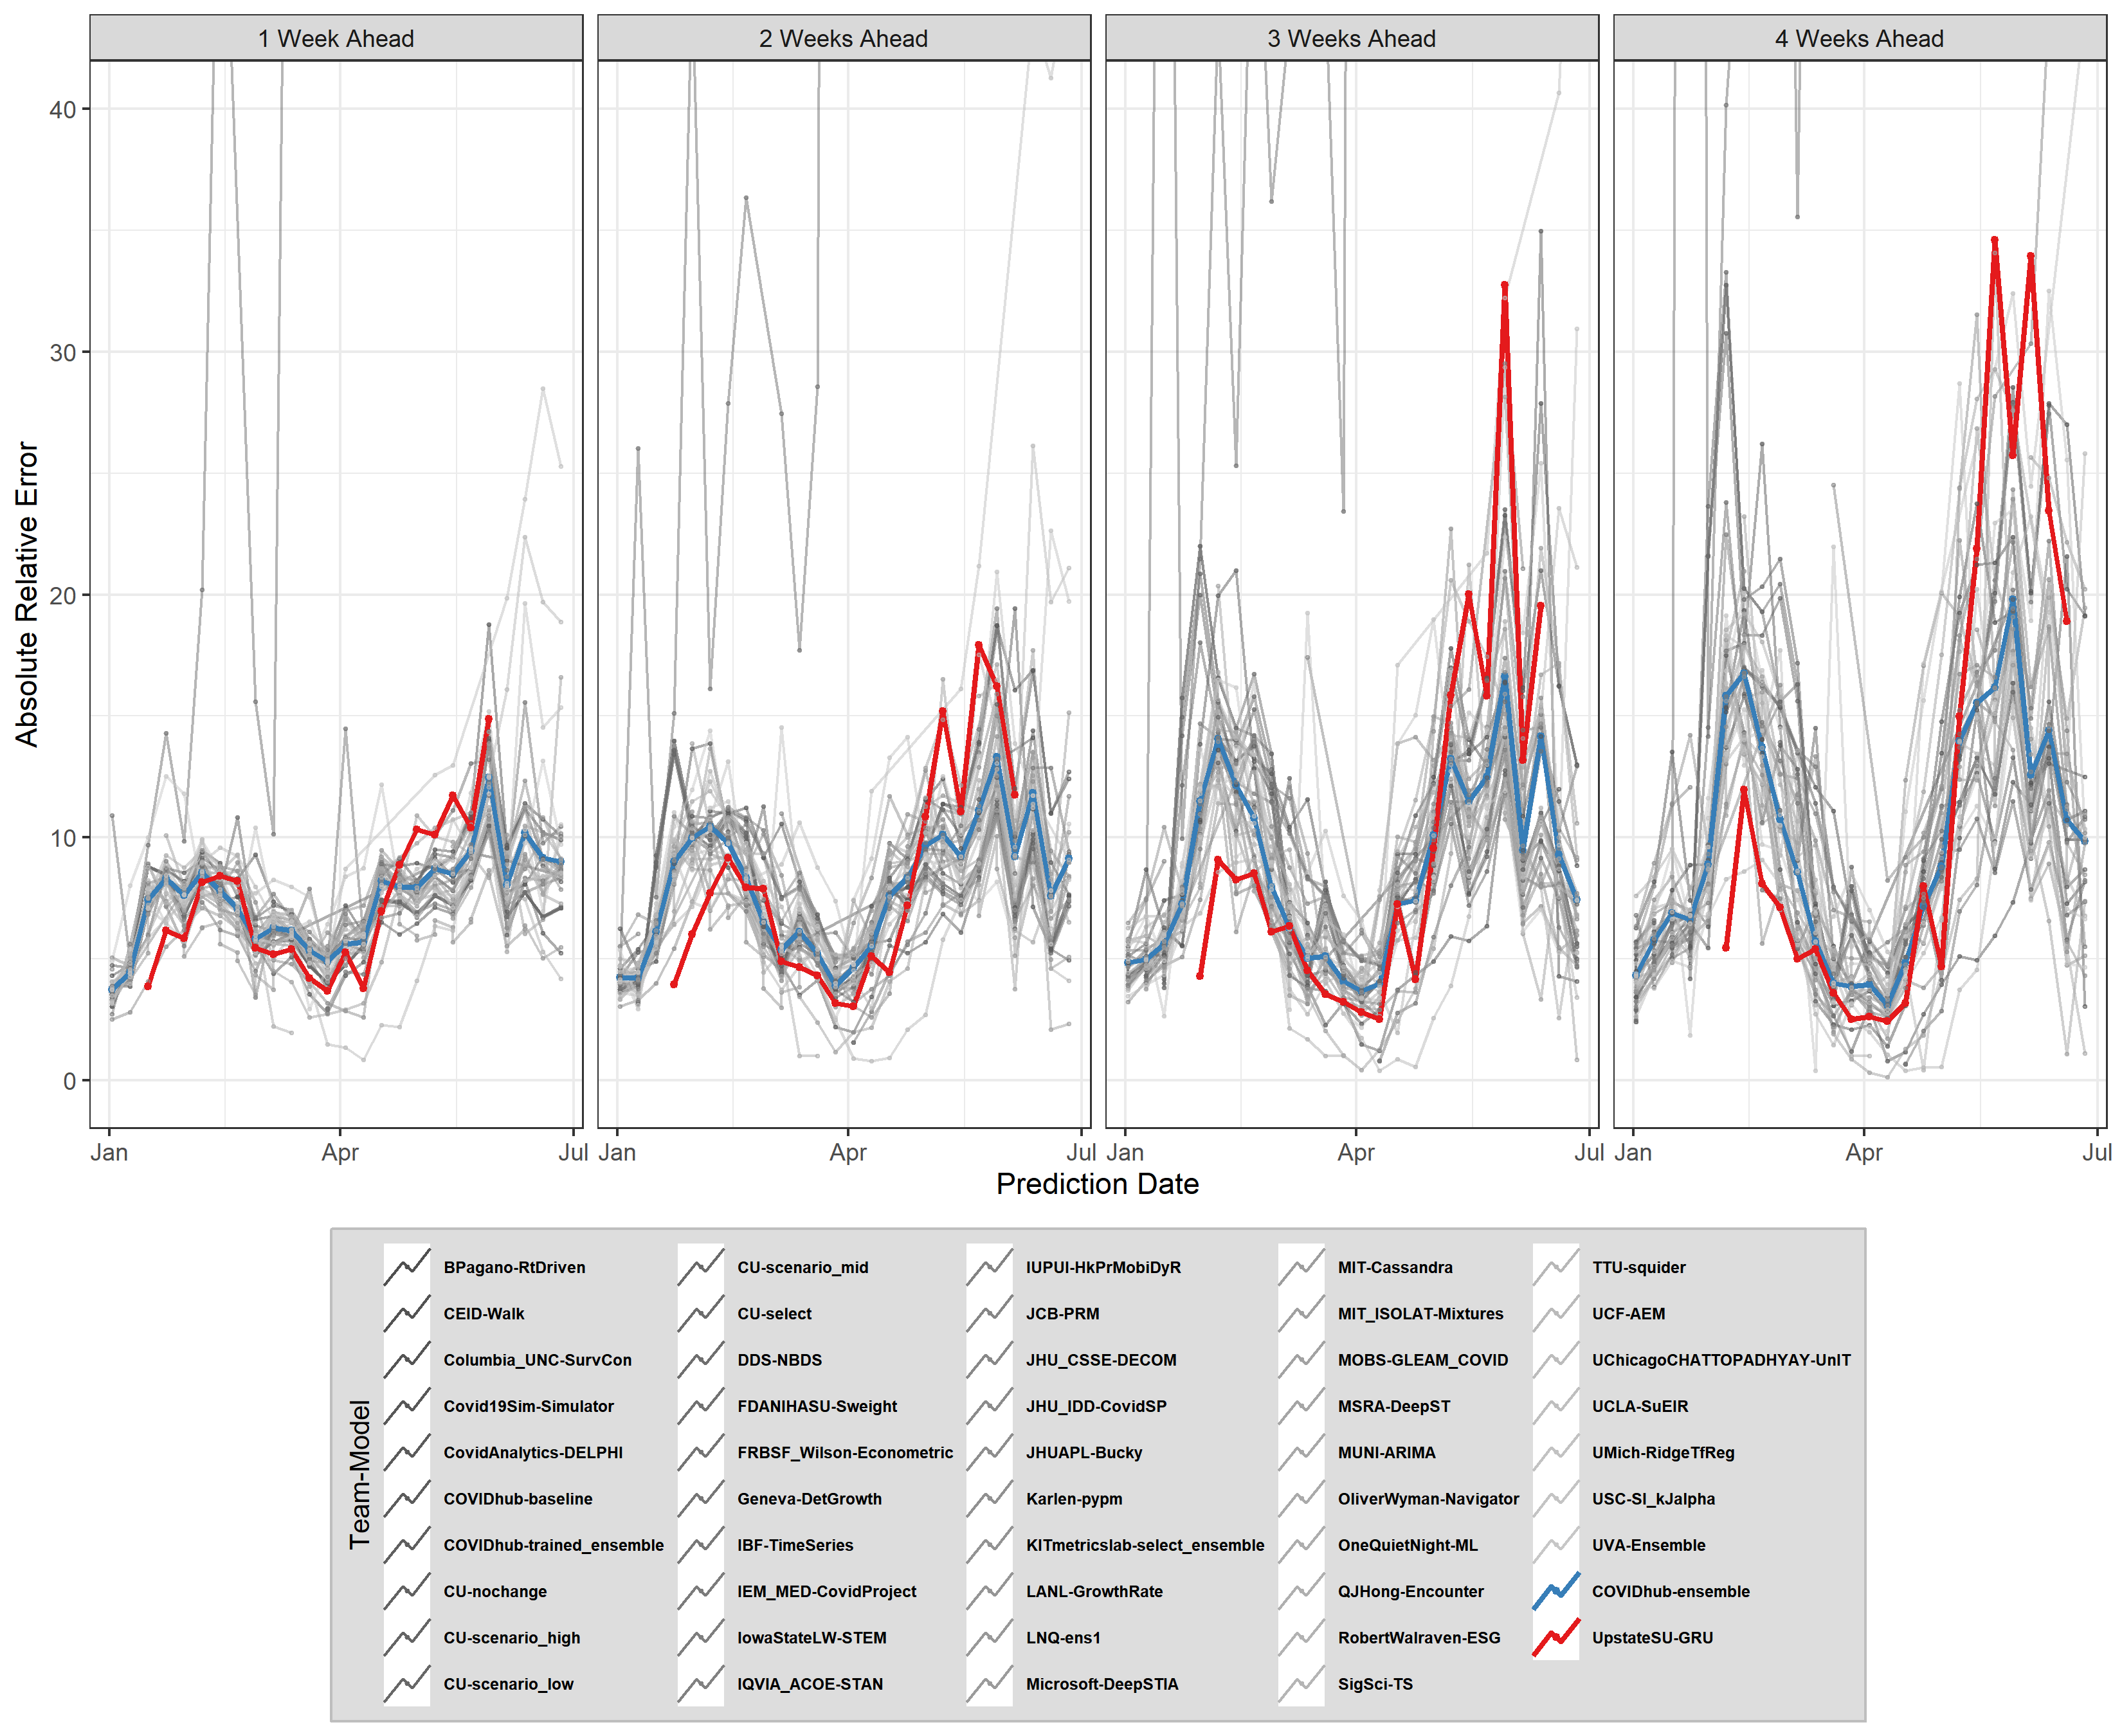 1 Week Ahead
2 Weeks Ahead
3 Weeks Ahead
4 Weeks Ahead
Absolute Relative Error
40
30
20
10
0
Jan Apr Jul
Jan Apr Jul
Jan Apr Jul
Jan Apr Jul
Prediction Date
Team-Model
BPagano-RtDriven
CEID-Walk
Columbia_UNC-SurvCon
Covid19Sim-Simulator
CovidAnalytics-DELPHI
COVIDhub-baseline
COVIDhub-trained_ensemble
CU-nochange
CU-scenario_high
CU-scenario_low
CU-scenario_mid
CU-select
DDS-NBDS
FDANIHASU-Sweight
FRBSF_Wilson-Econometric
Geneva-DetGrowth
IBF-TimeSeries
IEM_MED-CovidProject
IowaStateLW-STEM
IQVIA_ACOE-STAN
IUPUI-HkPrMobiDyR
JCB-PRM
JHU_CSSE-DECOM
JHU_IDD-CovidSP
JHUAPL-Bucky
Karlen-pypm
KITmetricslab-select_ensemble
LANL-GrowthRate
LNQ-ens1
Microsoft-DeepSTIA
MIT-Cassandra
MIT_ISOLAT-Mixtures
MOBS-GLEAM_COVID
MSRA-DeepST
MUNI-ARIMA
OliverWyman-Navigator
OneQuietNight-ML
QJHong-Encounter
RobertWalraven-ESG
SigSci-TS
TTU-squider
UCF-AEM
UChicagoCHATTOPADHYAY-UnIT
UCLA-SuEIR
UMich-RidgeTfReg
USC-SI_kJalpha
UVA-Ensemble
COVIDhub-ensemble
UpstateSU-GRU